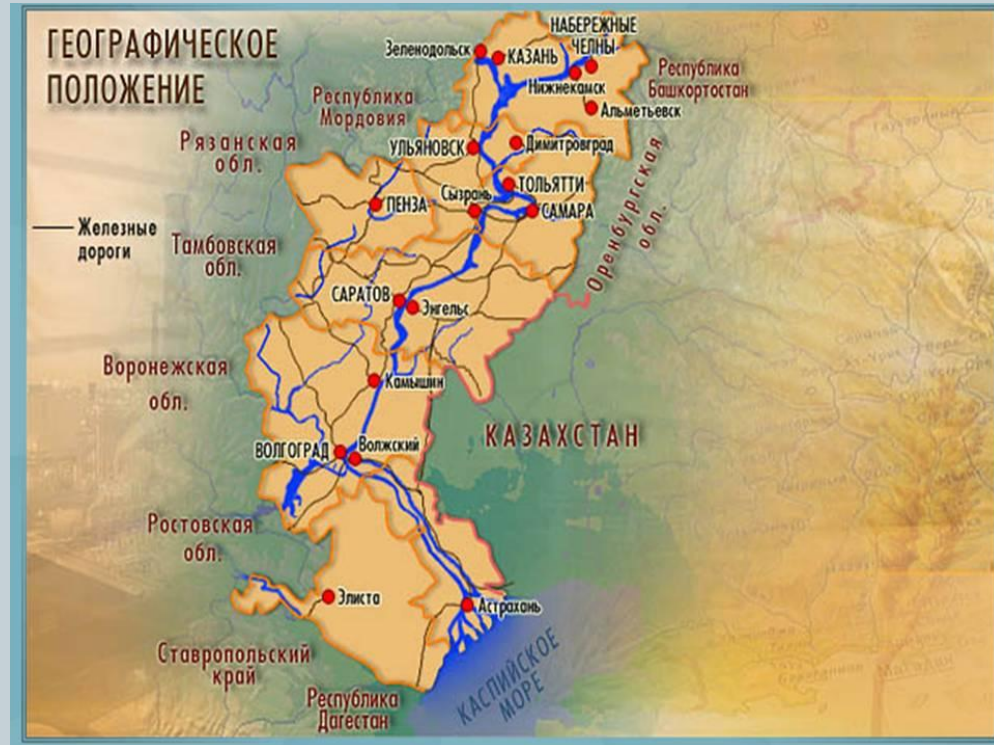 ГЕОГРАФИЧЕСКОЕ
ПОЛОЖЕНИЕ
НАБЕРЕЖНЫЕ
ЧЕЛНЫ
Зеленодольск
КАЗАНЬ
Нижнекамск
Республика
Башкортостан
Альметьевск
Республика
Мордовия
Рязанская
обл.
УЛЬЯНОВСК
Димитровград
Оренбургская
обл.
ТОЛЬЯТТИ
Сызрань
ПЕНЗА
САМАРА
Железные
дороги
Тамбовская
обл.
САРАТОВ
Энгельс
Воронежская
обл.
Камышин
КАЗАХСТАН
ВОЛГОГРАД
Волжский
Ростовская
обл.
Элиста
Астрахань
Ставропольский
край
КАСПИЙСКОЕ
МОРЕ
Республика
Дагестан